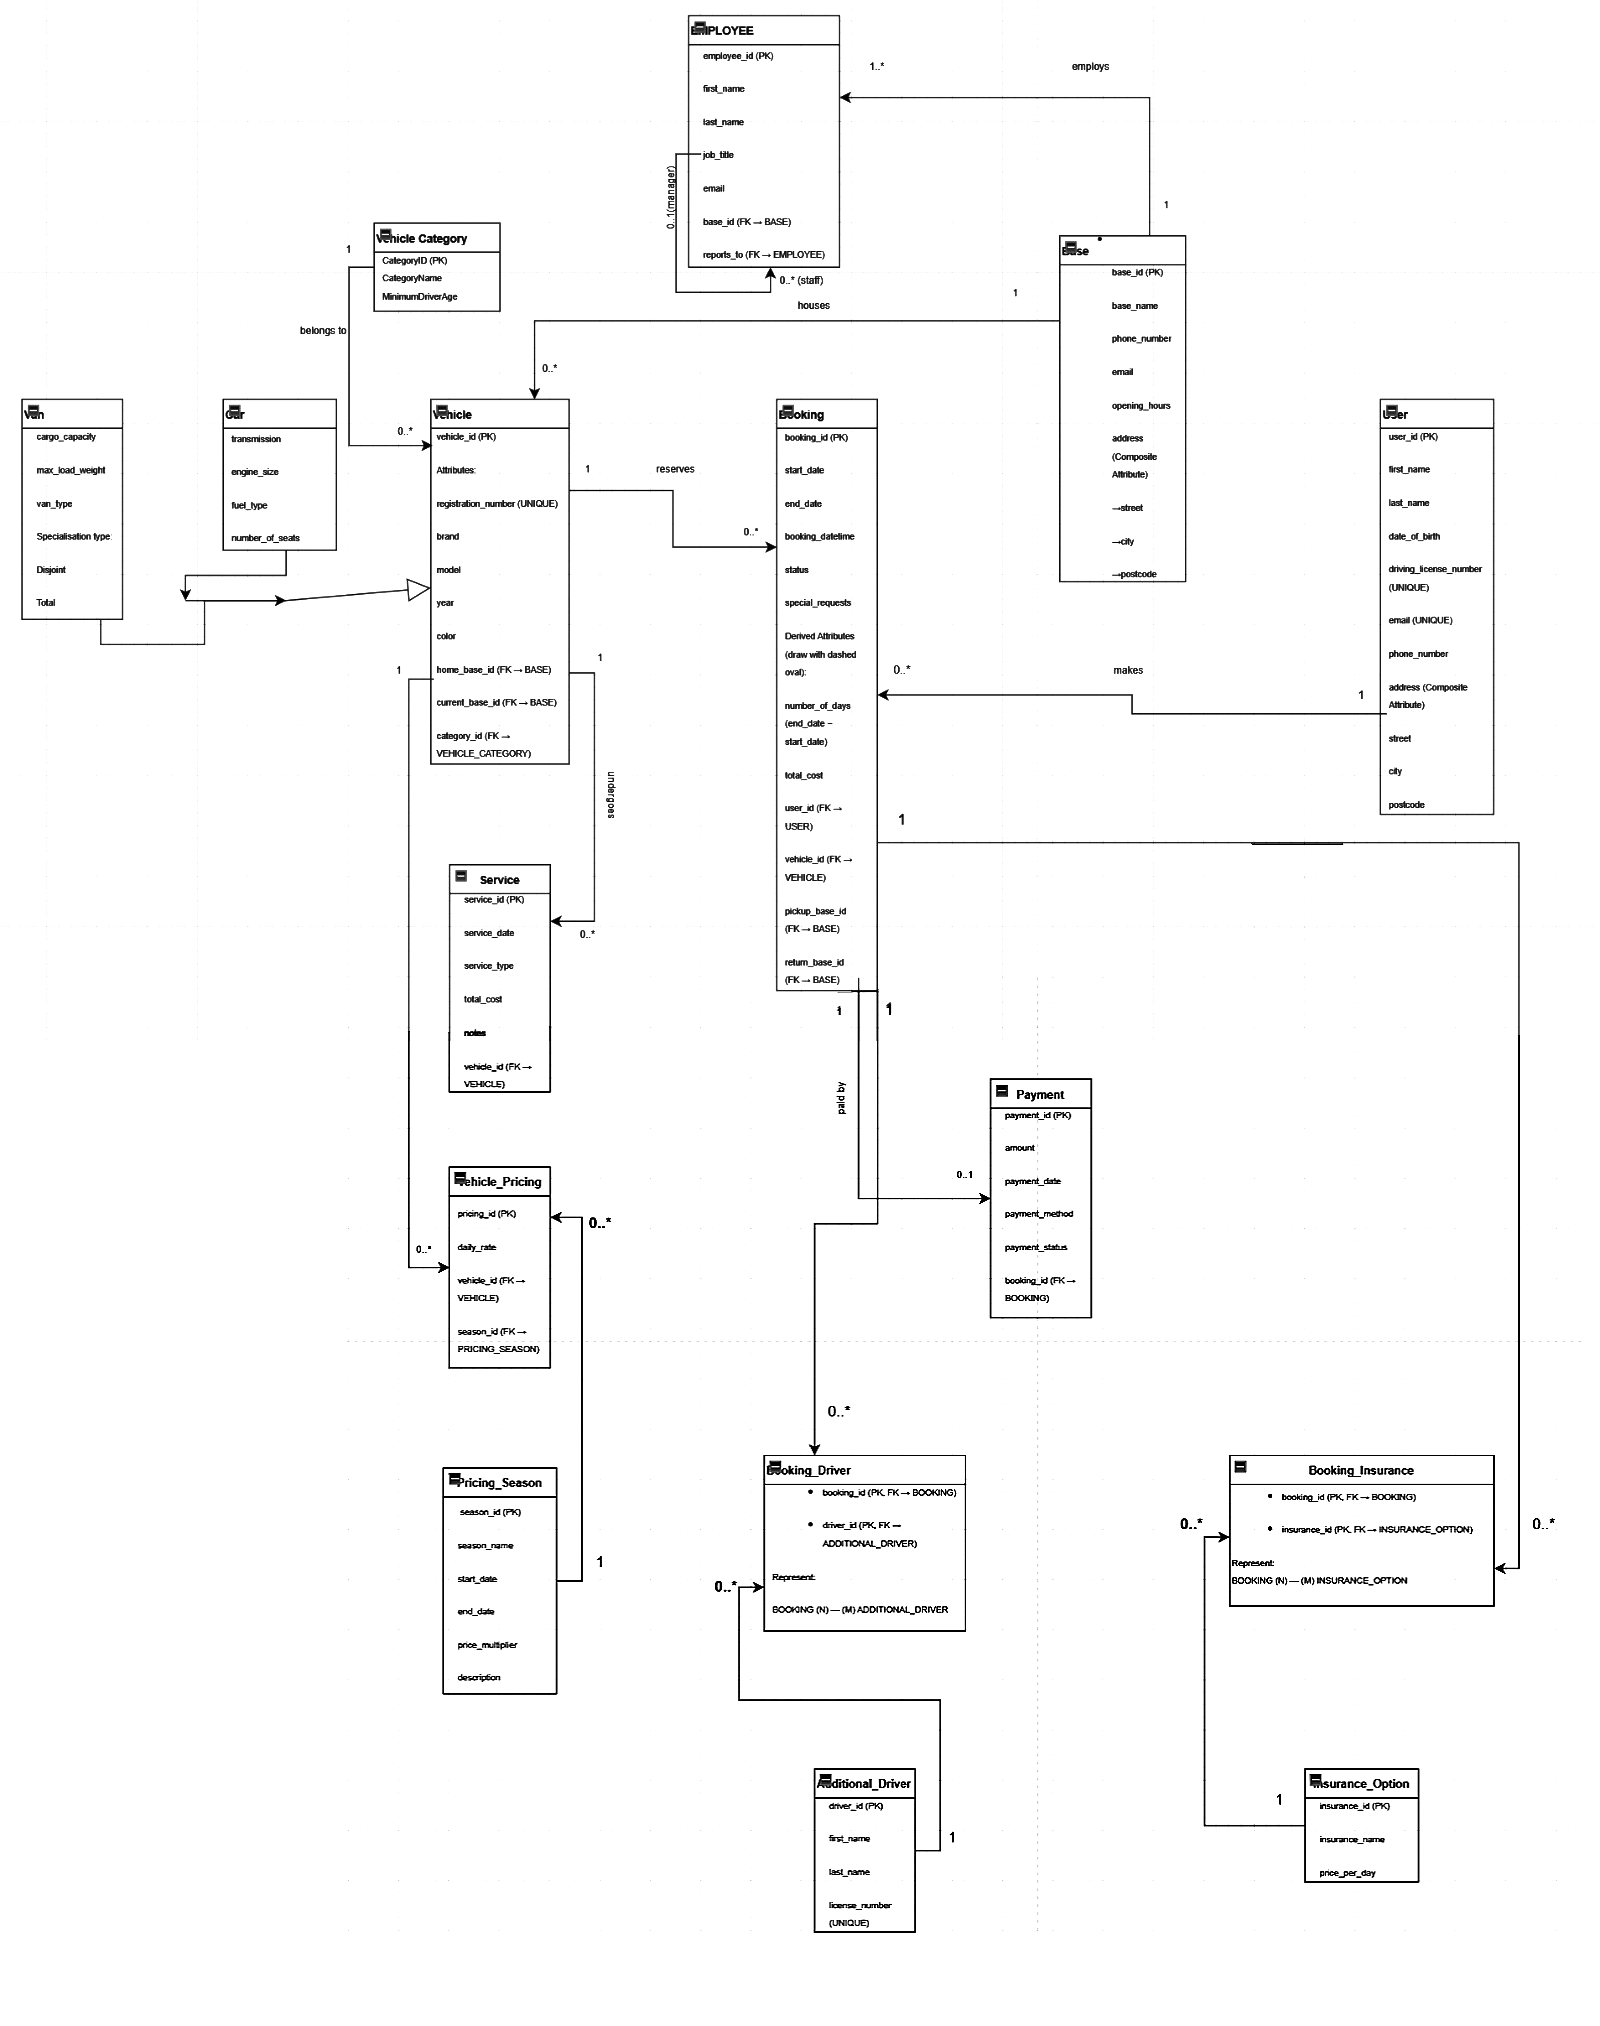 EMPLOYEE
employee_id (PK)
first_name
last_name
job_title
email
base_id (FK → BASE)
reports_to (FK → EMPLOYEE)
0..1(manager)
0..* (staff)
1..*
employs
1
Base
base_id (PK)
base_name
phone_number
email
opening_hours
address
(Composite
Attribute)
→street
→city
→postcode
1
houses
0..*
Vehicle Category
CategoryID (PK)
CategoryName
MinimumDriverAge
1
belongs to
0..*
Van
cargo_capacity
max_load_weight
van_type
Specialisation type:
Disjoint
Total
Car
transmission
engine_size
fuel_type
number_of_seats
Vehicle
vehicle_id (PK)
Attributes:
registration_number (UNIQUE)
brand
model
year
color
home_base_id (FK → BASE)
current_base_id (FK → BASE)
category_id (FK →
VEHICLE_CATEGORY)
1
reserves
0..*
Booking
booking_id (PK)
start_date
end_date
booking_datetime
status
special_requests
Derived Attributes
(draw with dashed
oval):
number_of_days
(end_date −
start_date)
total_cost
user_id (FK →
USER)
vehicle_id (FK →
VEHICLE)
pickup_base_id
(FK → BASE)
return_base_id
(FK → BASE)
User
user_id (PK)
first_name
last_name
date_of_birth
driving_license_number
(UNIQUE)
email (UNIQUE)
phone_number
address (Composite
Attribute)
street
city
postcode
0..*
makes
1
1
1
undergoes
0..*
Service
service_id (PK)
service_date
service_type
total_cost
notes
vehicle_id (FK →
VEHICLE)
1
1
1
paid by
0..1
Payment
payment_id (PK)
amount
payment_date
payment_method
payment_status
booking_id (FK →
BOOKING)
Vehicle_Pricing
pricing_id (PK)
daily_rate
vehicle_id (FK →
VEHICLE)
season_id (FK →
PRICING_SEASON)
0..*
0..*
Pricing_Season
season_id (PK)
season_name
start_date
end_date
price_multiplier
description
1
0..*
Booking_Driver
booking_id (PK, FK → BOOKING)
driver_id (PK, FK →
ADDITIONAL_DRIVER)
Represent:
BOOKING (N) — (M) ADDITIONAL_DRIVER
0..*
Booking_Insurance
booking_id (PK, FK → BOOKING)
insurance_id (PK, FK → INSURANCE_OPTION)
Represent:
BOOKING (N) — (M) INSURANCE_OPTION
0..*
0..*
Additional_Driver
driver_id (PK)
first_name
last_name
license_number
(UNIQUE)
1
Insurance_Option
insurance_id (PK)
insurance_name
price_per_day
1